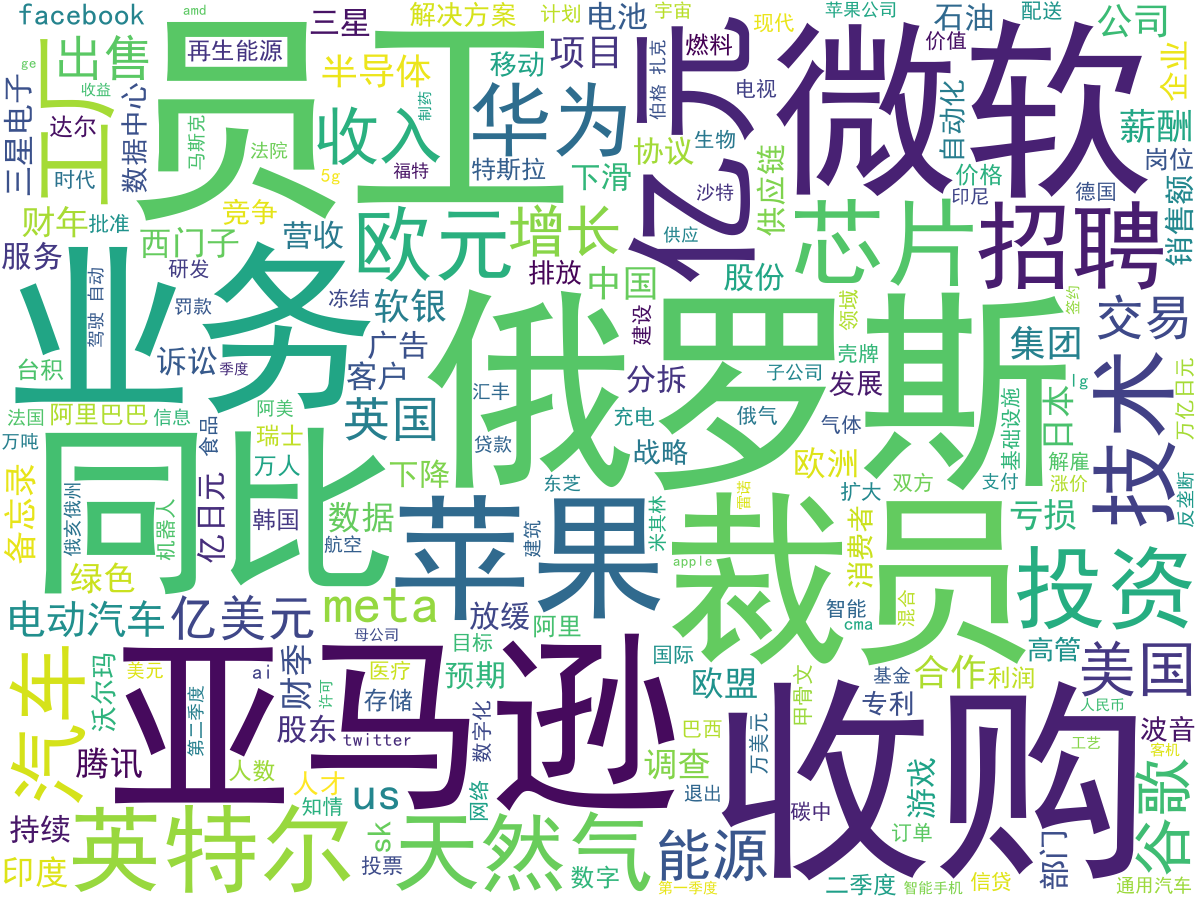 facebook
amd
三星
解决方案
计划
电池
宇宙
现代
苹果公司
石油
配送
公司
ge
收益
工厂
出售
员工
再生能源
半导体
移动
项目
燃料
亿元
扎克
伯格
电视
微软
价值
自动化
企业
三星电子
达尔
数据中心
马斯克
收入
制药
华为
生物
薪酬
岗位
时代
法院
5g
福特
特斯拉
下滑
协议
沙特
供应链
价格
印尼
德国
销售额
财年
批准
竞争
西门子
营收
欧元
增长
供应
芯片
招聘
服务
研发
排放
中国
股份
业务
自动
驾驶
罚款
冻结
软银
俄罗斯
建设
领域
签约
交易
台积
诉讼
季度
广告
客户
汇丰
分拆
子公司
壳牌
发展
集团
lg
万亿日元
法国
阿里巴巴
信息
阿美
英国
充电
俄气
气体
基础设施
日本
技术
万吨
食品
瑞士
贷款
战略
同比
万人
下降
东芝
欧洲
解雇
备忘录
俄亥俄州
机器人
亿日元
韩国
数据
航空
苹果
建筑
米其林
雷诺
裁员
扩大
双方
支付
涨价
反垄断
消费者
亏损
绿色
apple
投资
电动汽车
亿美元
meta
放缓
阿里
智能
cma
混合
母公司
目标
国际
高管
美国
汽车
沃尔玛
美元
第二季度
亚马逊
ai
财季
医疗
许可
存储
预期
欧盟
甲骨文
基金
合作
利润
专利
人民币
腾讯
股东
twitter
数字化
巴西
万美元
收购
波音
人数
人才
知情
网络
调查
退出
碳中
游戏
工艺
客机
谷歌
持续
us
sk
订单
印度
英特尔
投票
天然气
数字
能源
第一季度
二季度
智能手机
信贷
部门
通用汽车